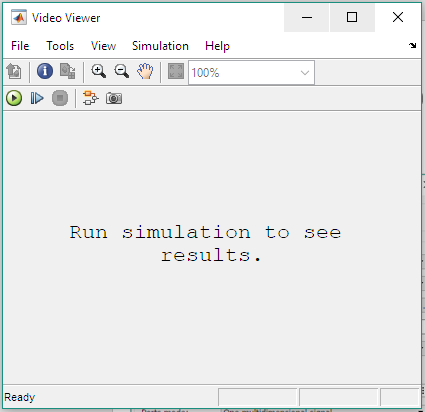 Video Viewer
File Tools View Simulation Help
100%
Run simulation to see
results.
Ready